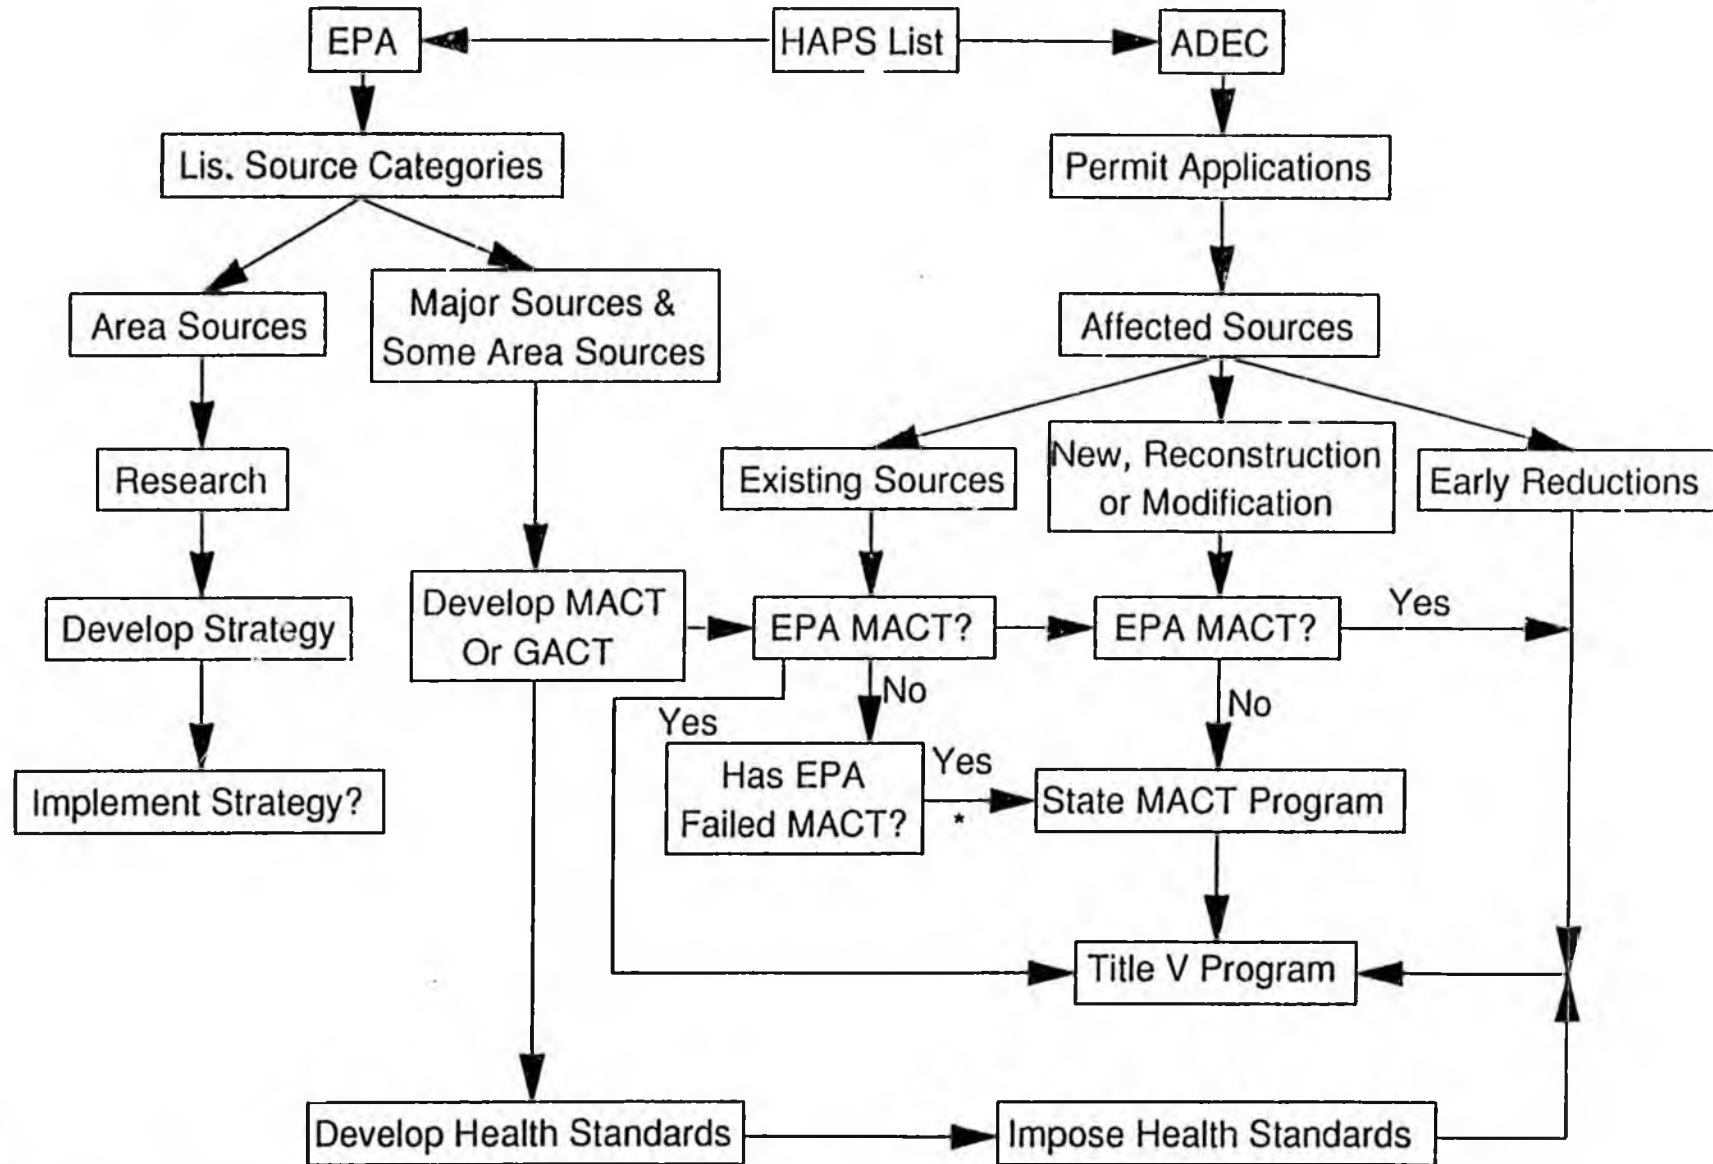 EPA
HAPS List
ADEC
Lis. Source Categories
Permit Applications
Area Sources
Major Sources &
Some Area Sources
Affected Sources
Research
Existing Sources
New, Reconstruction
or Modification
Early Reductions
Develop Strategy
Develop MACT
Or GACT
EPA MACT?
EPA MACT?
Yes
No
No
Yes
Implement Strategy?
Has EPA
Failed MACT?
Yes
*
State MACT Program
Title V Program
Develop Health Standards
Impose Health Standards